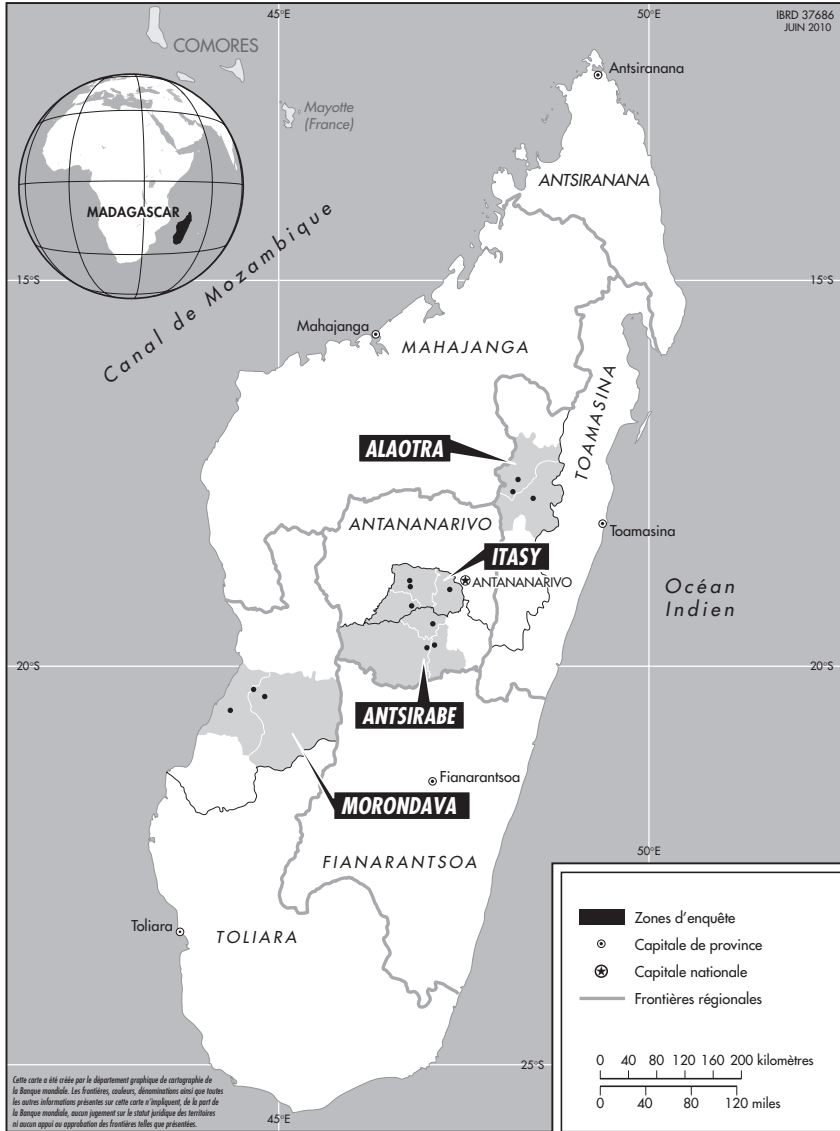 45°E
50°E
IBRD 37686
JUIN 2010
COMORES
Antsiranana
Mayotte
(France)
ANTSIRANANA
MADAGASCAR
Canal de Mozambique
15°S
15°S
Mahajanga
MAHAJANGA
TOAMASINA
ALAOTRA
ANTANANARIVO
Toamasina
ITASY
ANTANANARIVO
Océan
Indien
20°S
20°S
ANTSIRABE
Fianarantsoa
MORONDAVA
50°E
FIANARANTSOA
Toliara
TOLIARA
Zones d'enquête
Capitale de province
Capitale nationale
Frontières régionales
0 40 80 120 160 200 kilomètres
0 40 80 120 miles
25°S
Cette carte a été créée par le département graphique de cartographie de
la Banque mondiale. Les frontières, couleurs, dénominations ainsi que toutes
les autres informations présentes sur cette carte n'impliquent, de la part de
la Banque mondiale, aucun jugement sur le statut juridique des territoires
ni aucun appui ou approbation des frontières telles que présentées.
45°E